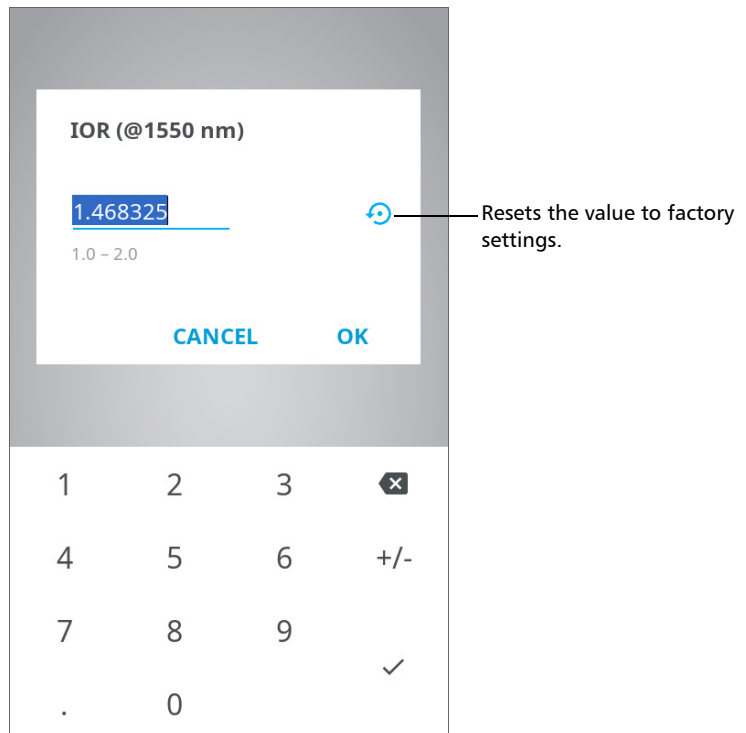 IOR (@1550 nm)
1.468325
Resets the value to factory
settings.
1.0 – 2.0
CANCEL OK
1 2 3
4 5 6 +/-
7 8 9
. 0